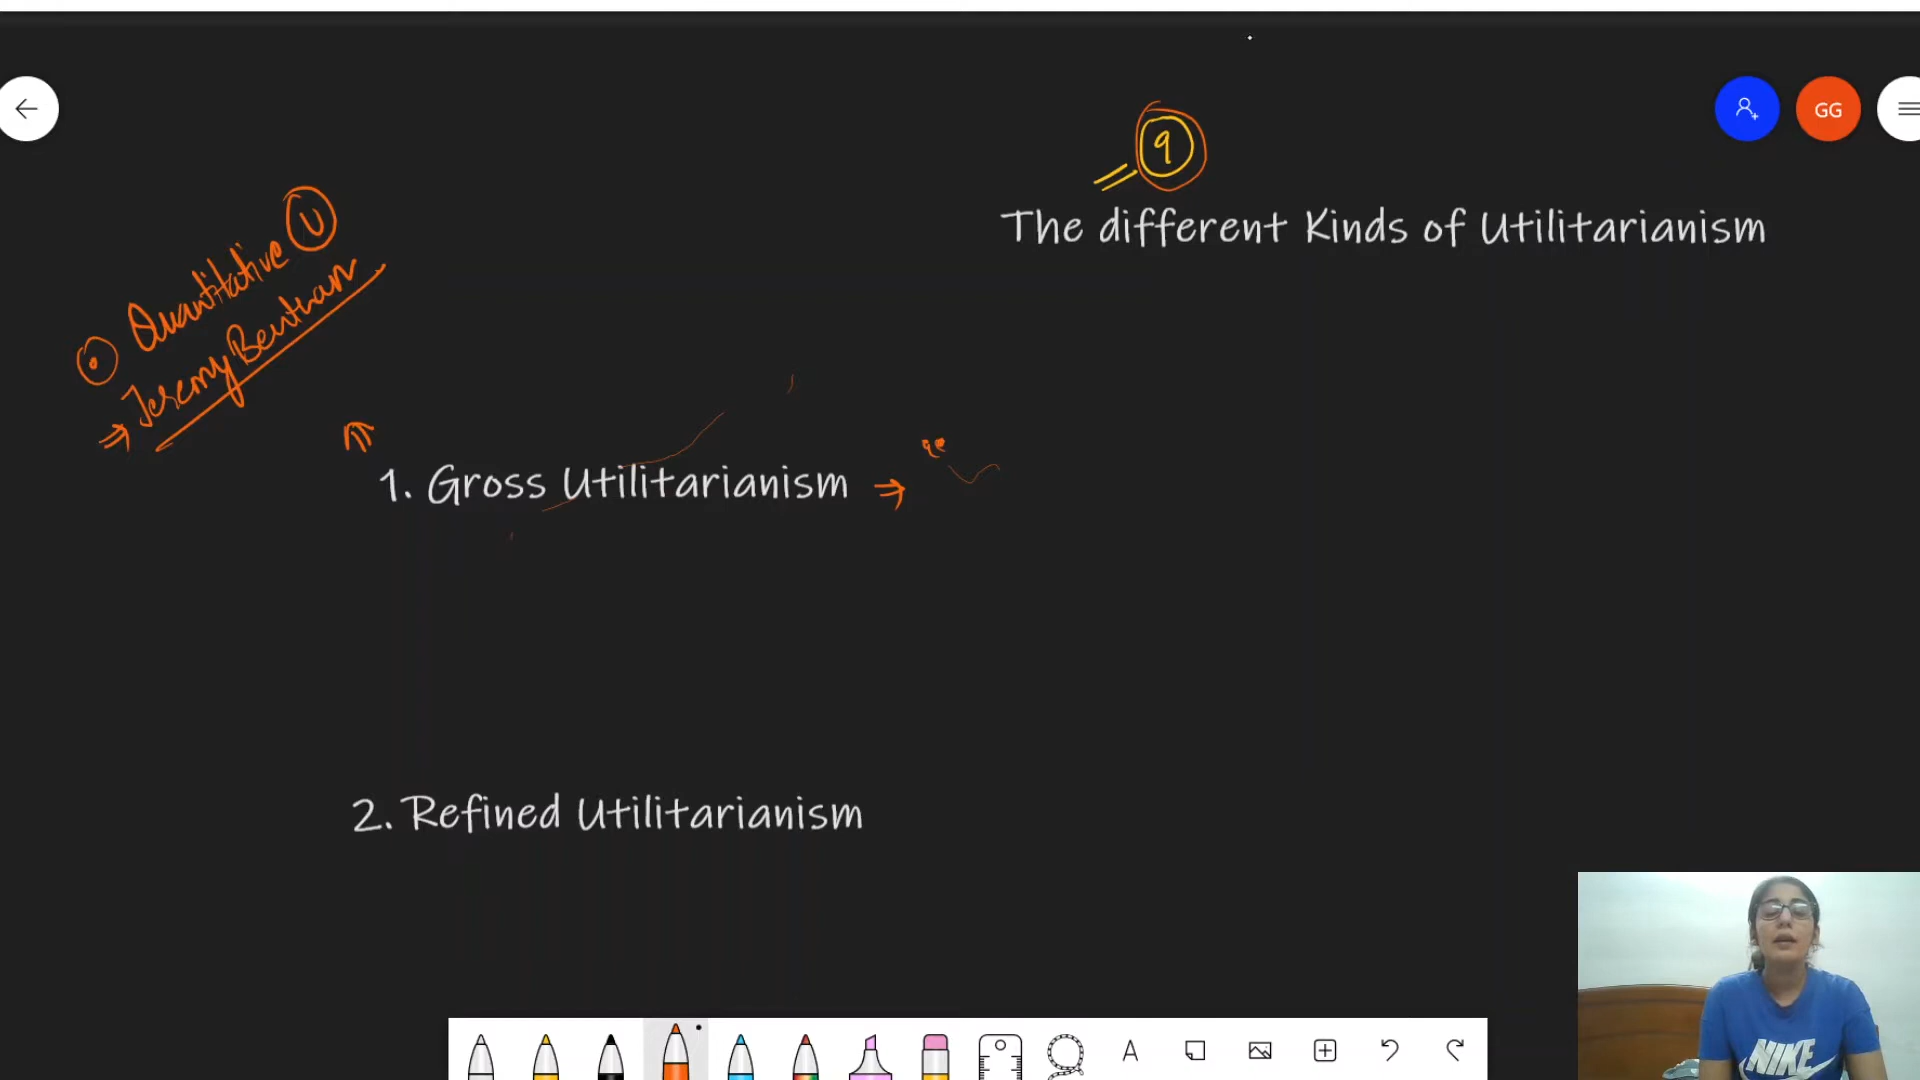 GG
9
The different Kinds of Utilitarianism
Quantitative U
Jeremy Bentham
1. Gross Utilitarianism
2. Refined Utilitarianism
A
NIKE